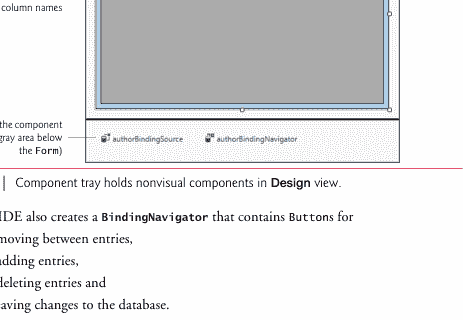 column names
the component
gray area below
the Form)
authorBindingSource
authorBindingNavigator
Component tray holds nonvisual components in Design view.
IDE also creates a BindingNavigator that contains Buttons for
moving between entries,
adding entries,
deleting entries and
saving changes to the database.